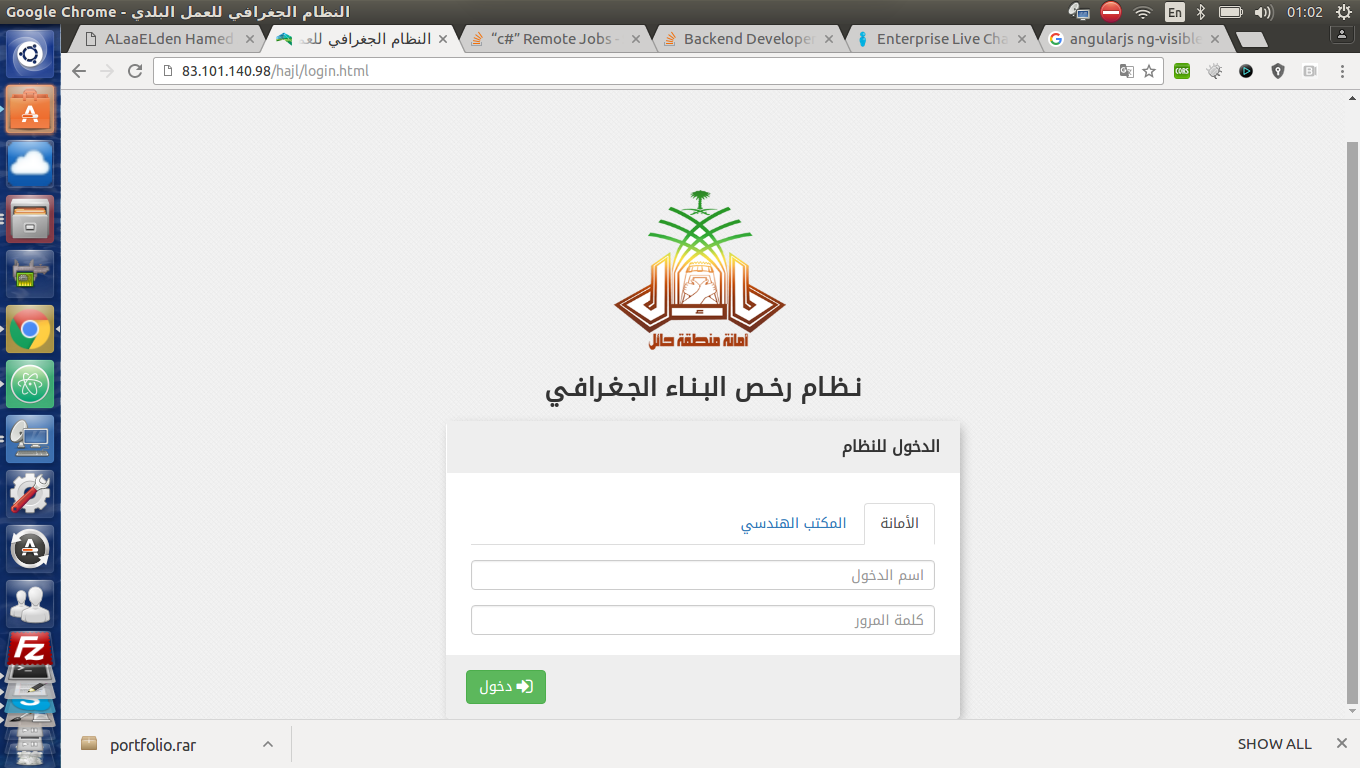 Google Chrome - النظام الجغرافي للعمل البلدي
En
01:02
ALaaELden Hamed
النظام الجغرافي للعـ
“c#” Remote Jobs -
Backend Developer
Enterprise Live Cha
angularjs ng-visible
83.101.140.98/hajl/login.html
CORS
أمانة منطقة حائل
نظام رخص البناء الجغرافي
الدخول للنظام
الأمانة
المكتب الهندسي
اسم الدخول
كلمة المرور
دخول
portfolio.rar
SHOW ALL